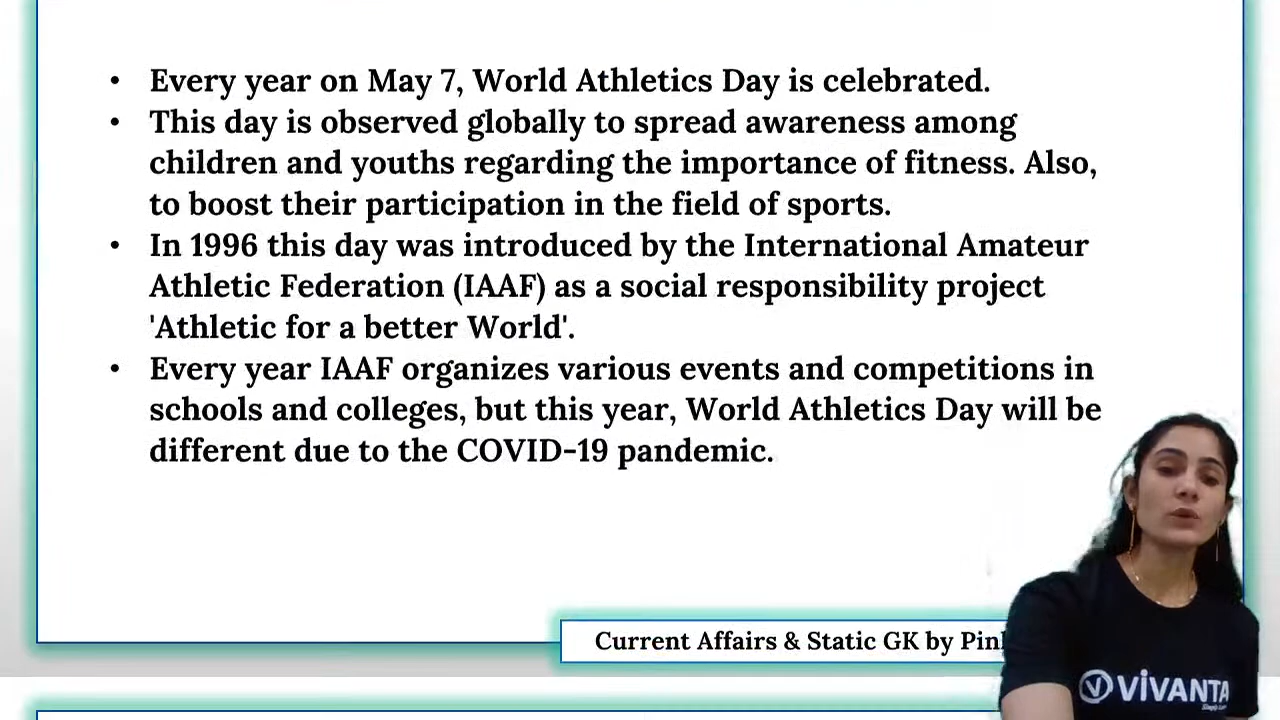 • Every year on May 7, World Athletics Day is celebrated.
• This day is observed globally to spread awareness among
children and youths regarding the importance of fitness. Also,
to boost their participation in the field of sports.
• In 1996 this day was introduced by the International Amateur
Athletic Federation (IAAF) as a social responsibility project
'Athletic for a better World'.
• Every year IAAF organizes various events and competitions in
schools and colleges, but this year, World Athletics Day will be
different due to the COVID-19 pandemic.
Current Affairs & Static GK by
VIVANTA